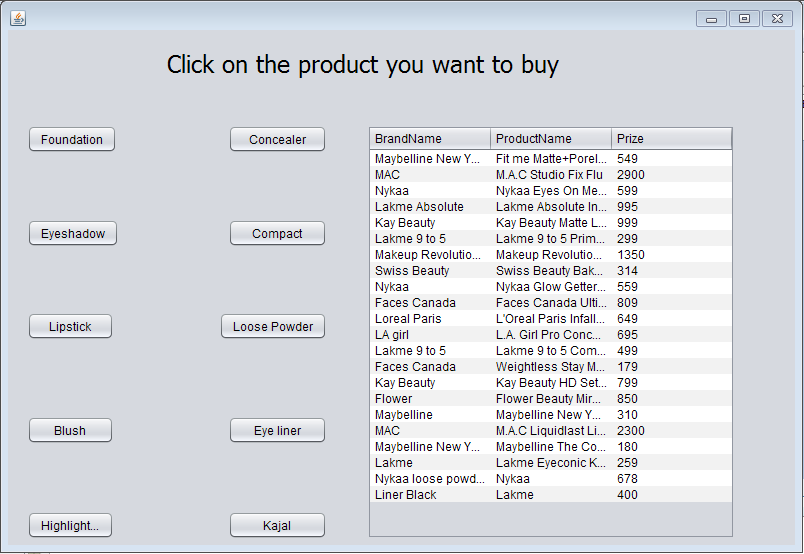 Click on the product you want to buy
Foundation Concealer
Eyeshadow Compact
Lipstick Loose Powder
Blush Eye liner
Highlight... Kajal
BrandName ProductName Prize
Maybelline New Y... Fit me Matte+Porel... 549
MAC M.A.C Studio Fix Flu 2900
Nykaa Nykaa Eyes On Me... 599
Lakme Absolute Lakme Absolute In... 995
Kay Beauty Kay Beauty Matte L... 999
Lakme 9 to 5 Lakme 9 to 5 Prim... 299
Makeup Revolutio... Makeup Revolutio... 1350
Swiss Beauty Swiss Beauty Bak... 314
Nykaa Nykaa Glow Getter... 559
Faces Canada Faces Canada Ulti... 809
Loreal Paris L'Oreal Paris Infall... 649
LA girl L.A. Girl Pro Conc... 695
Lakme 9 to 5 Lakme 9 to 5 Com... 499
Faces Canada Weightless Stay M... 179
Kay Beauty Kay Beauty HD Set... 799
Flower Flower Beauty Mir... 850
Maybelline Maybelline New Y... 310
MAC M.A.C Liquidlast Li... 2300
Maybelline New Y... Maybelline The Co... 180
Lakme Lakme Eyeconic K... 259
Nykaa loose powd... Nykaa 678
Liner Black Lakme 400